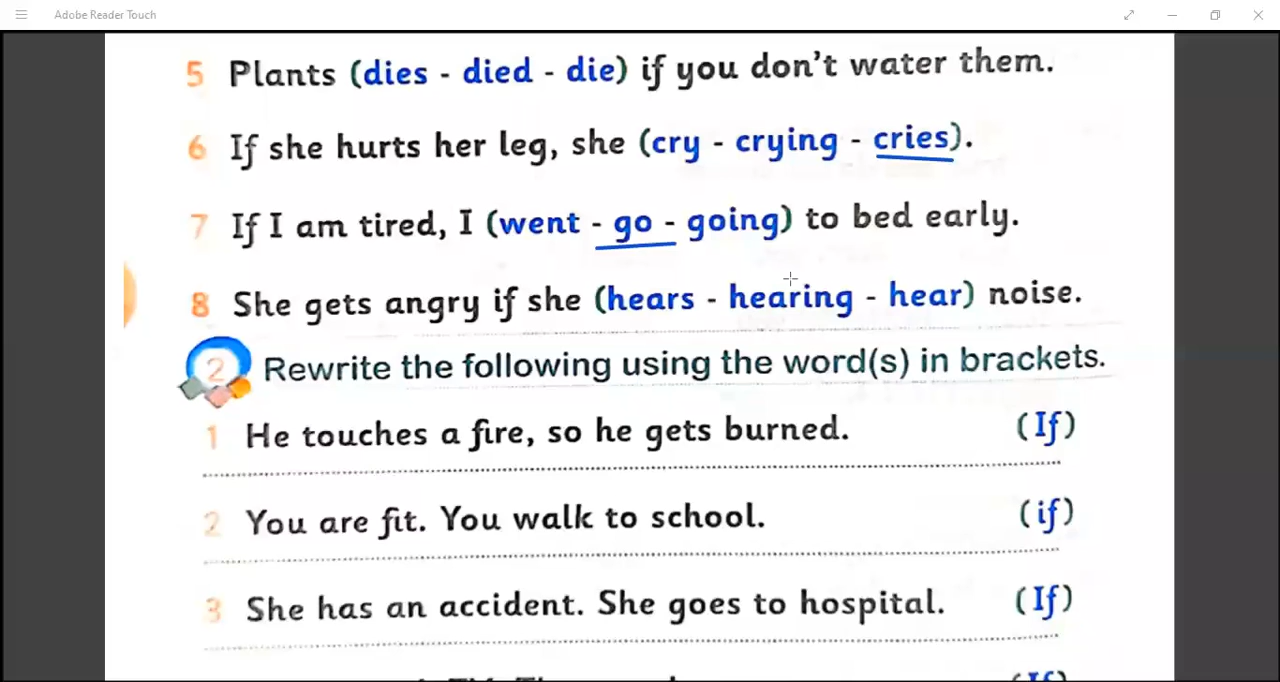 Adobe Reader Touch
5 Plants (dies - died - die) if you don't water them.
6 If she hurts her leg, she (cry - crying - cries).
7 If I am tired, I (went - go - going) to bed early.
8 She gets angry if she (hears - hearing - hear) noise.
2 Rewrite the following using the word(s) in brackets.
1 He touches a fire, so he gets burned. (If)
2 You are fit. You walk to school. (if)
3 She has an accident. She goes to hospital. (If)
(If)